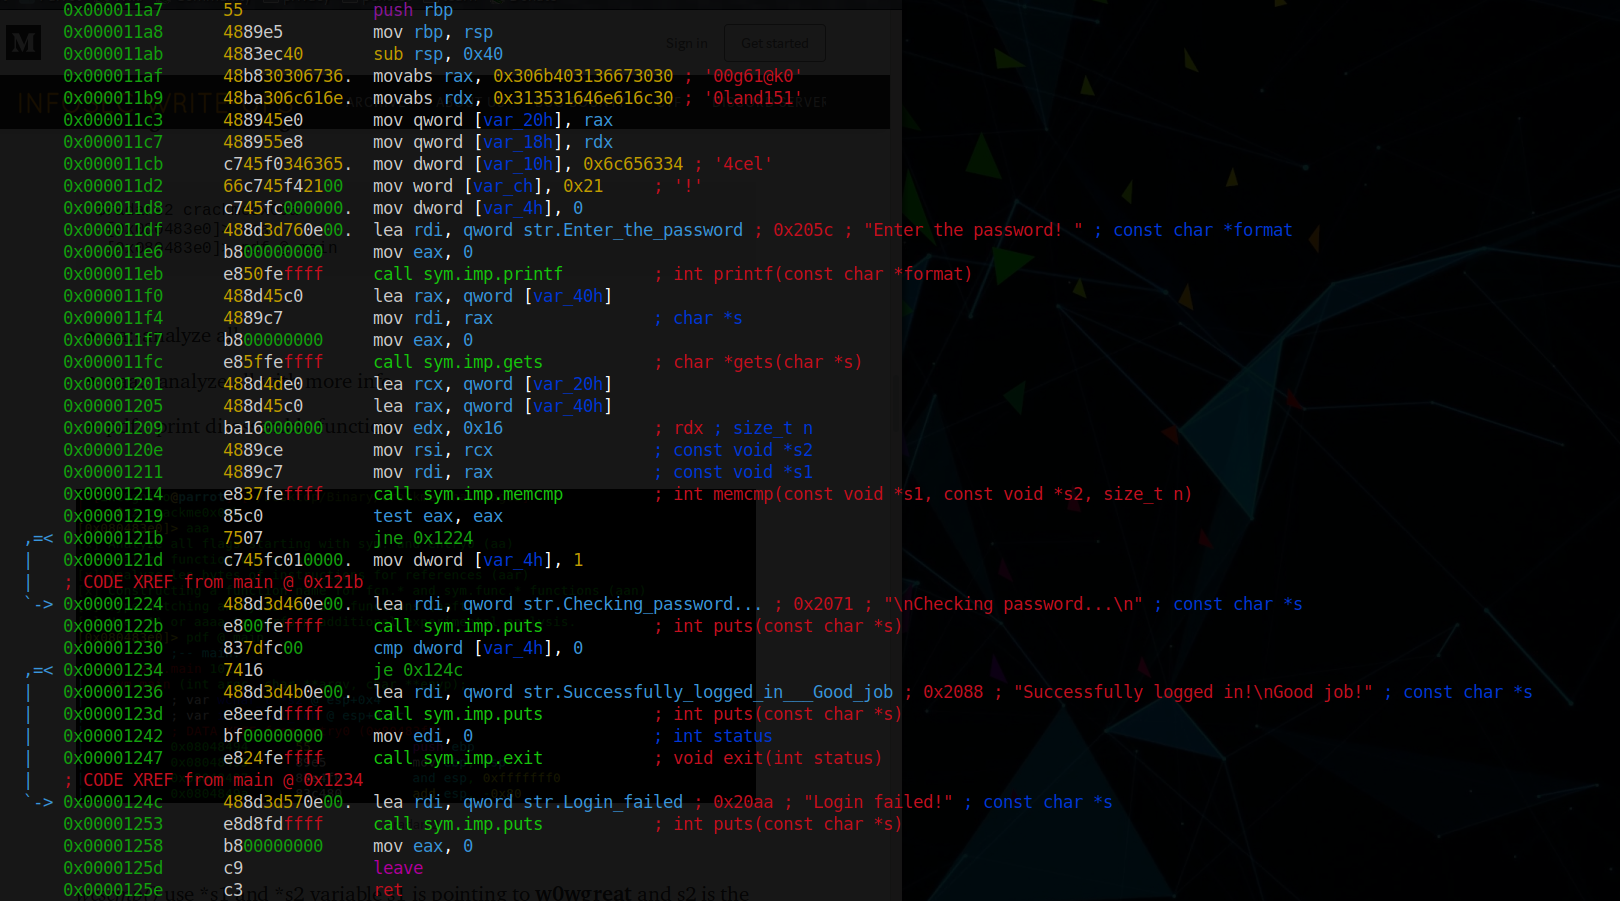 0x000011a7 55 push rbp
0x000011a8 4889e5 mov rbp, rsp
0x000011ab 4883ec40 sub rsp, 0x40
Sign in Get started
0x000011af 48b830306736. movabs rax, 0x306b403136673030 ; '00g61@k0'
0x000011b9 48ba306c616e. movabs rdx, 0x313531646e616c30 ; '0land151'
0x000011c3 488945e0 mov qword [var_20h], rax
0x000011c7 488955e8 mov qword [var_18h], rdx
0x000011cb c745f0346365. mov dword [var_10h], 0x6c656334 ; '4cel'
0x000011d2 66c745f42100 mov word [var_ch], 0x21 ; '!'
0x000011d8 c745fc000000. mov dword [var_4h], 0
0x000011df 488d3d760e00. lea rdi, qword str.Enter_the_password ; 0x205c ; "Enter the password! " ; const char *format
0x000011e6 b800000000 mov eax, 0
0x000011eb e850feffff call sym.imp.printf ; int printf(const char *format)
0x000011f0 488d45c0 lea rax, qword [var_40h]
0x000011f4 4889c7 mov rdi, rax ; char *s
0x000011f7 b800000000 mov eax, 0
0x000011fc e85ffeffff call sym.imp.gets ; char *gets(char *s)
0x00001201 488d4de0 lea rcx, qword [var_20h]
0x00001205 488d45c0 lea rax, qword [var_40h]
0x00001209 ba16000000 mov edx, 0x16 ; rdx ; size_t n
0x0000120e 4889ce mov rsi, rcx ; const void *s2
0x00001211 4889c7 mov rdi, rax ; const void *s1
0x00001214 e837feffff call sym.imp.memcmp ; int memcmp(const void *s1, const void *s2, size_t n)
0x00001219 85c0 test eax, eax
,=< 0x0000121b 7507 jne 0x1224
| 0x0000121d c745fc010000. mov dword [var_4h], 1
| ; CODE XREF from main @ 0x121b
`-> 0x00001224 488d3d460e00. lea rdi, qword str.Checking_password... ; 0x2071 ; "\nChecking password...\n" ; const char *s
0x0000122b e800feffff call sym.imp.puts ; int puts(const char *s)
0x00001230 837dfc00 cmp dword [var_4h], 0
,=< 0x00001234 7416 je 0x124c
| 0x00001236 488d3d4b0e00. lea rdi, qword str.Successfully_logged_in___Good_job ; 0x2088 ; "Successfully logged in!\nGood job!" ; const char *s
| 0x0000123d e8eefdffff call sym.imp.puts ; int puts(const char *s)
| 0x00001242 bf00000000 mov edi, 0 ; int status
| 0x00001247 e824feffff call sym.imp.exit ; void exit(int status)
| ; CODE XREF from main @ 0x1234
`-> 0x0000124c 488d3d570e00. lea rdi, qword str.Login_failed ; 0x20aa ; "Login failed!" ; const char *s
0x00001253 e8d8fdffff call sym.imp.puts ; int puts(const char *s)
0x00001258 b800000000 mov eax, 0
0x0000125d c9 leave
0x0000125e c3 ret